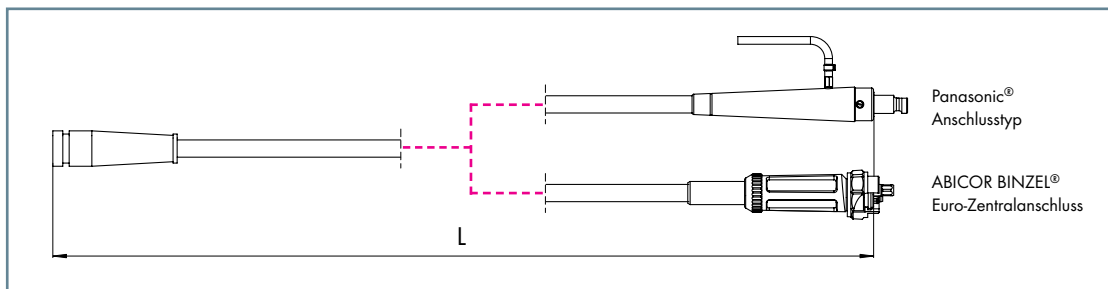 Panasonic®
Anschlusstyp
ABICOR BINZEL®
Euro-Zentralanschluss
L